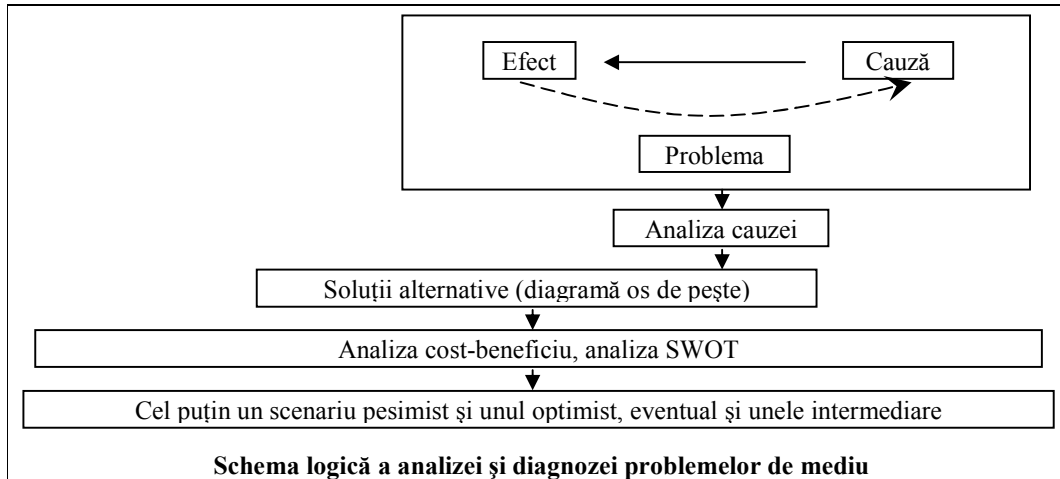 Efect
Cauză
Problema
Analiza cauzei
Soluții alternative (diagramă os de pește)
Analiza cost-beneficiu, analiza SWOT
Cel puțin un scenariu pesimist și unul optimist, eventual și unele intermediare
Schema logică a analizei şi diagnozei problemelor de mediu